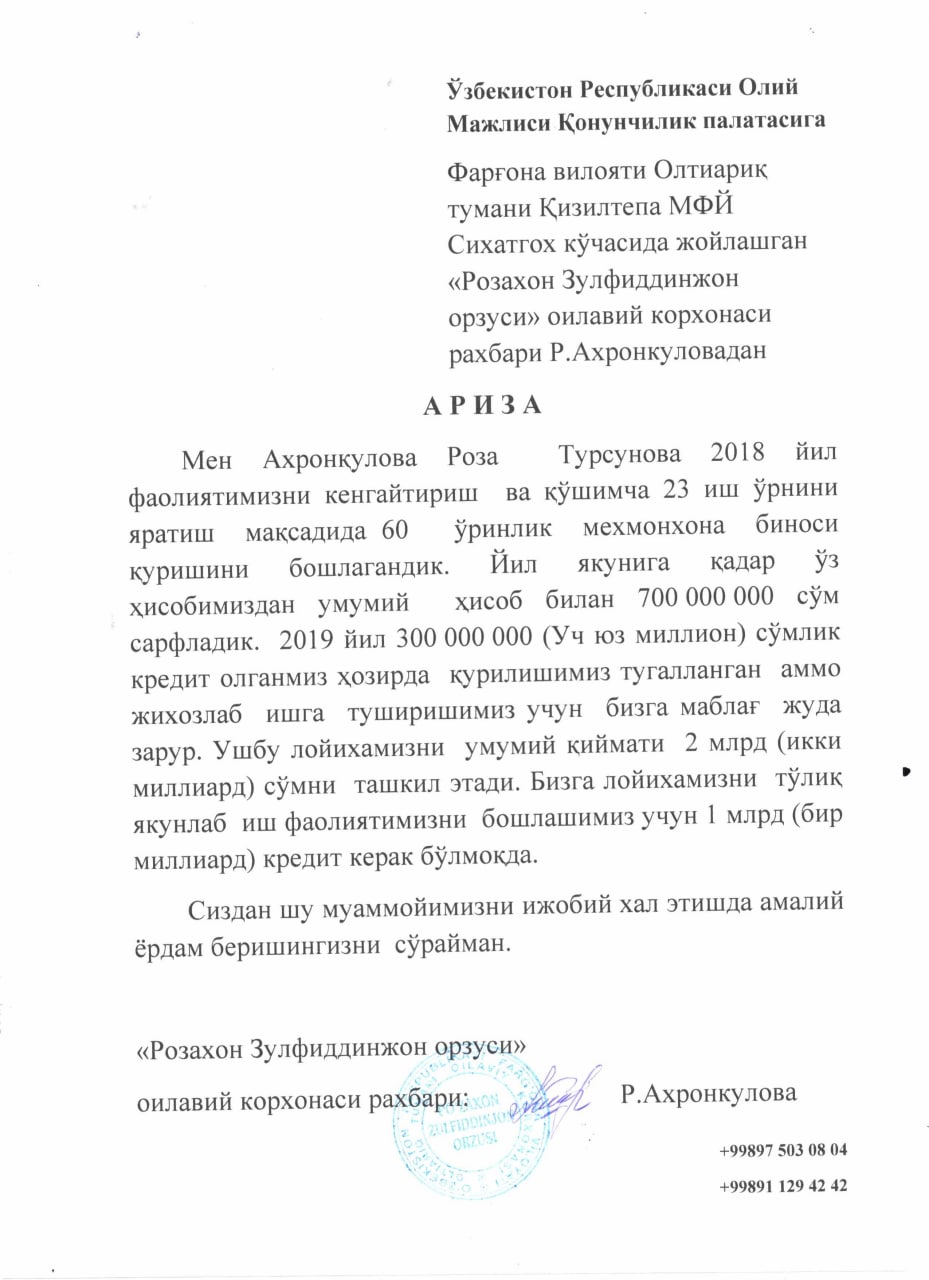 Ўзбекистон Республикаси Олий
Мажлиси Қонунчилик палатасига
Фарғона вилояти Олтиариқ
тумани Қизилтепа МФЙ
Сихатгох кўчасида жойлашган
«Розахон Зулфиддинжон
орзуси» оилавий корхонаси
рахбари Р.Ахронкуловадан
А Р И З А
Мен Ахронқулова Роза Турсунова 2018 йил
фаолиятимизни кенгайтириш ва қўшимча 23 иш ўрнини
яратиш мақсадида 60 ўринлик мехмонхона биноси
қуришини бошлагандик. Йил якунига қадар ўз
ҳисобимиздан умумий ҳисоб билан 700 000 000 сўм
сарфладик. 2019 йил 300 000 000 (Уч юз миллион) сўмлик
кредит олганмиз ҳозирда қурилишимиз тугалланган аммо
жихозлаб ишга туширишимиз учун бизга маблағ жуда
зарур. Ушбу лойихамизни умумий қиймати 2 млрд (икки
миллиард) сўмни ташкил этади. Бизга лойихамизни тўлиқ
якунлаб иш фаолиятимизни бошлашимиз учун 1 млрд (бир
миллиард) кредит керак бўлмоқда.
Сиздан шу муаммойимизни ижобий хал этишда амалий
ёрдам беришингизни сўрайман.
«Розахон Зулфиддинжон орзуси»
оилавий корхонаси рахбари: Р.Ахронкулова
ROZAXON
ZULFIDDINJON
ORZUSI
+99897 503 08 04
+99891 129 42 42